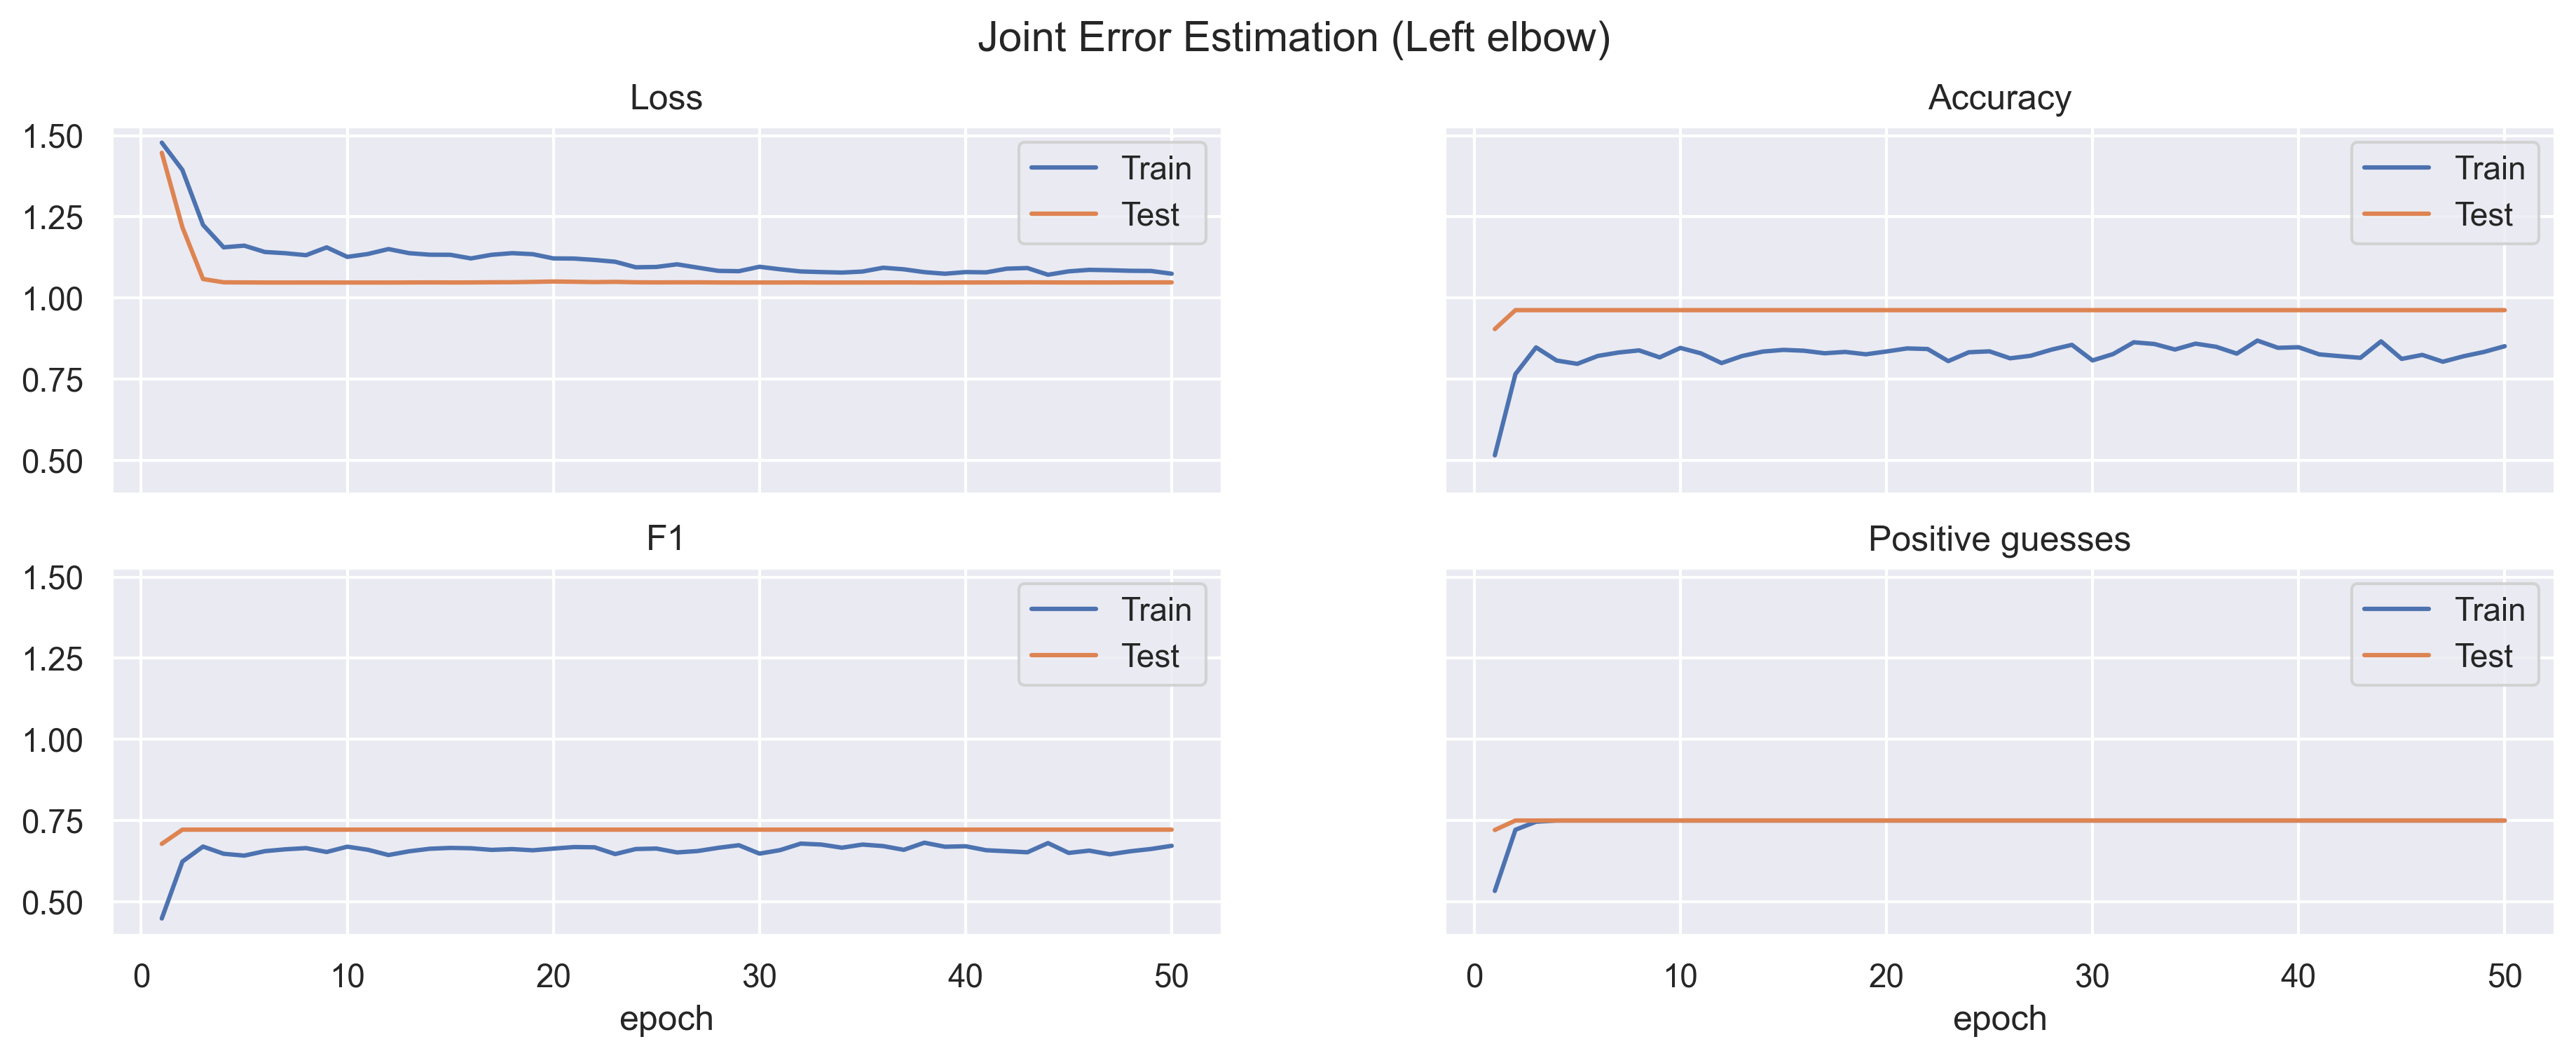 Joint Error Estimation (Left elbow)
Loss
1.50
1.25
1.00
0.75
0.50
Train
Test
Accuracy
Train
Test
F1
1.50
1.25
1.00
0.75
0.50
Train
Test
0 10 20 30 40 50
epoch
Positive guesses
Train
Test
0 10 20 30 40 50
epoch